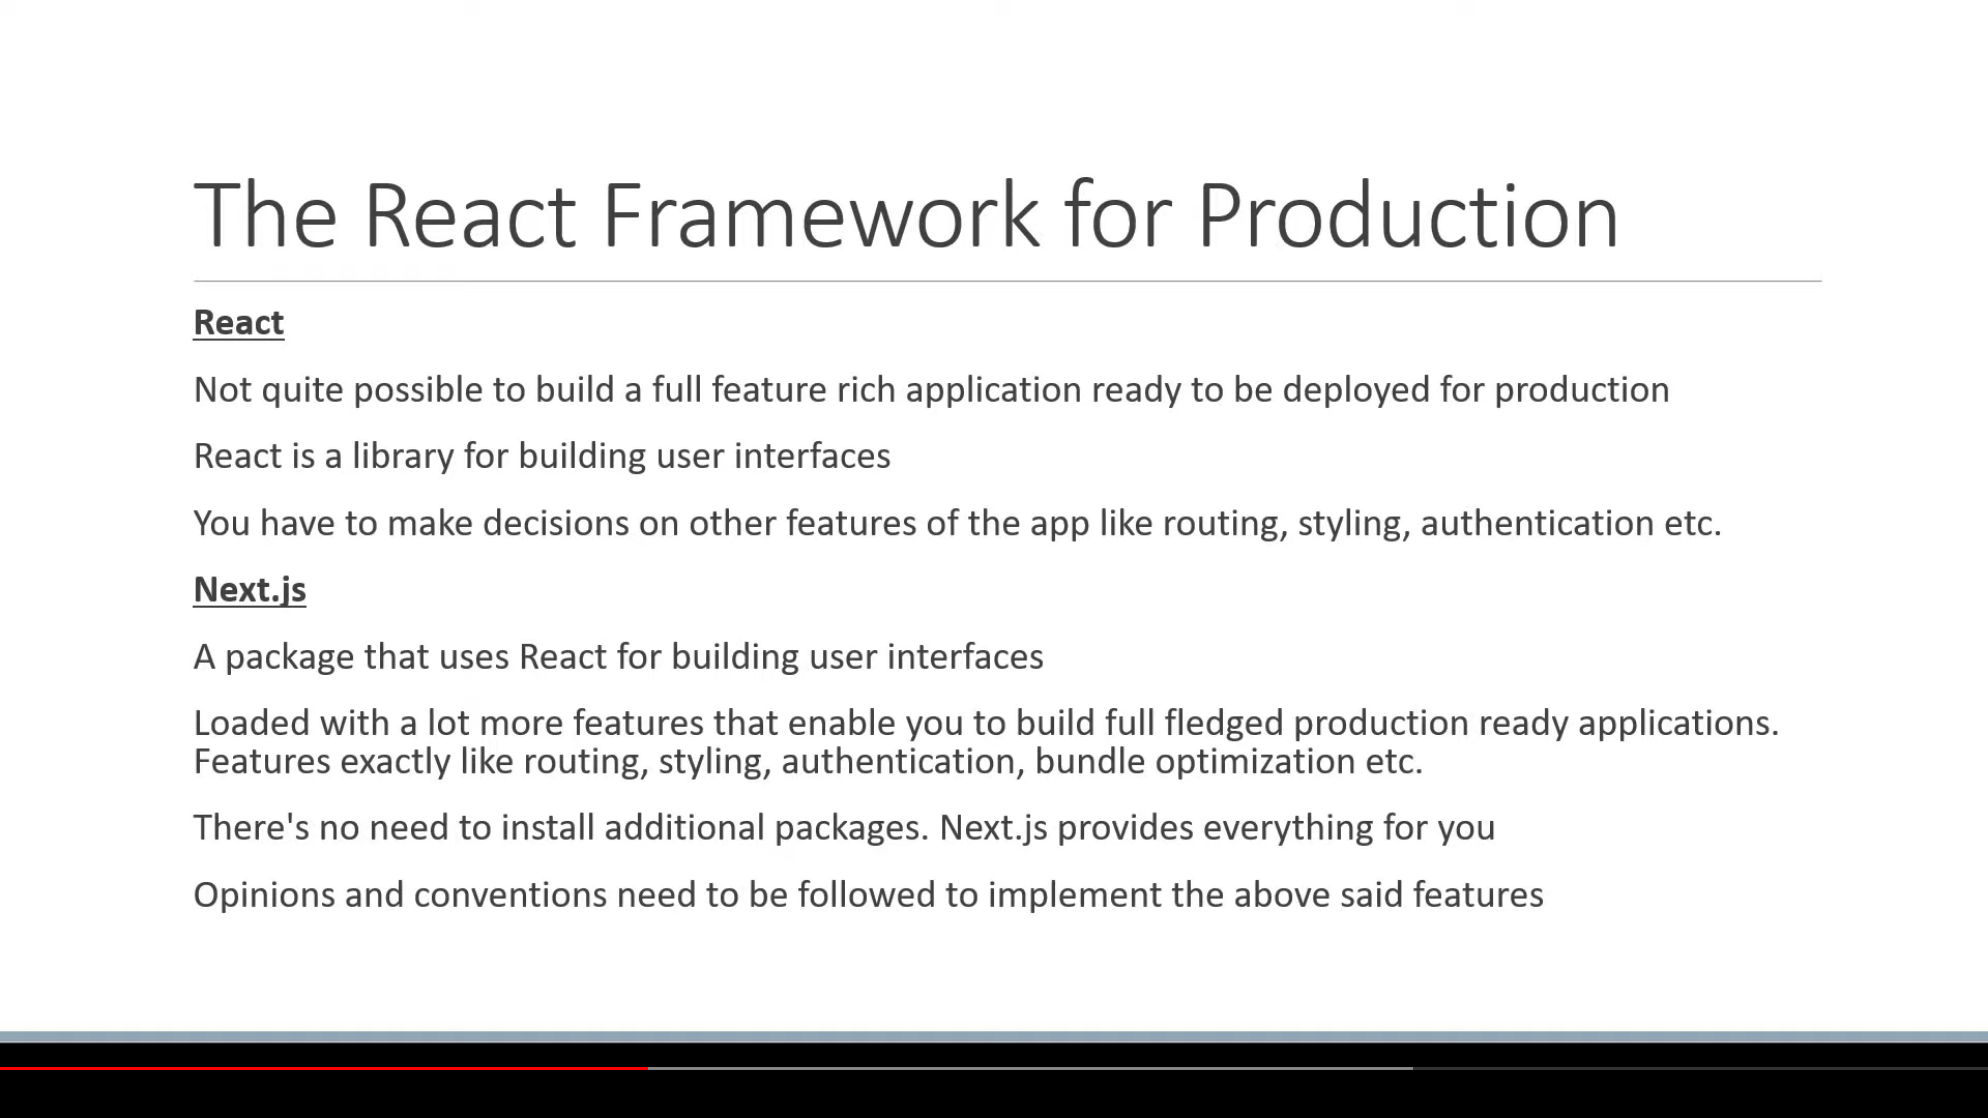 The React Framework for Production
React
Not quite possible to build a full feature rich application ready to be deployed for production
React is a library for building user interfaces
You have to make decisions on other features of the app like routing, styling, authentication etc.
Next.js
A package that uses React for building user interfaces
Loaded with a lot more features that enable you to build full fledged production ready applications.
Features exactly like routing, styling, authentication, bundle optimization etc.
There's no need to install additional packages. Next.js provides everything for you
Opinions and conventions need to be followed to implement the above said features